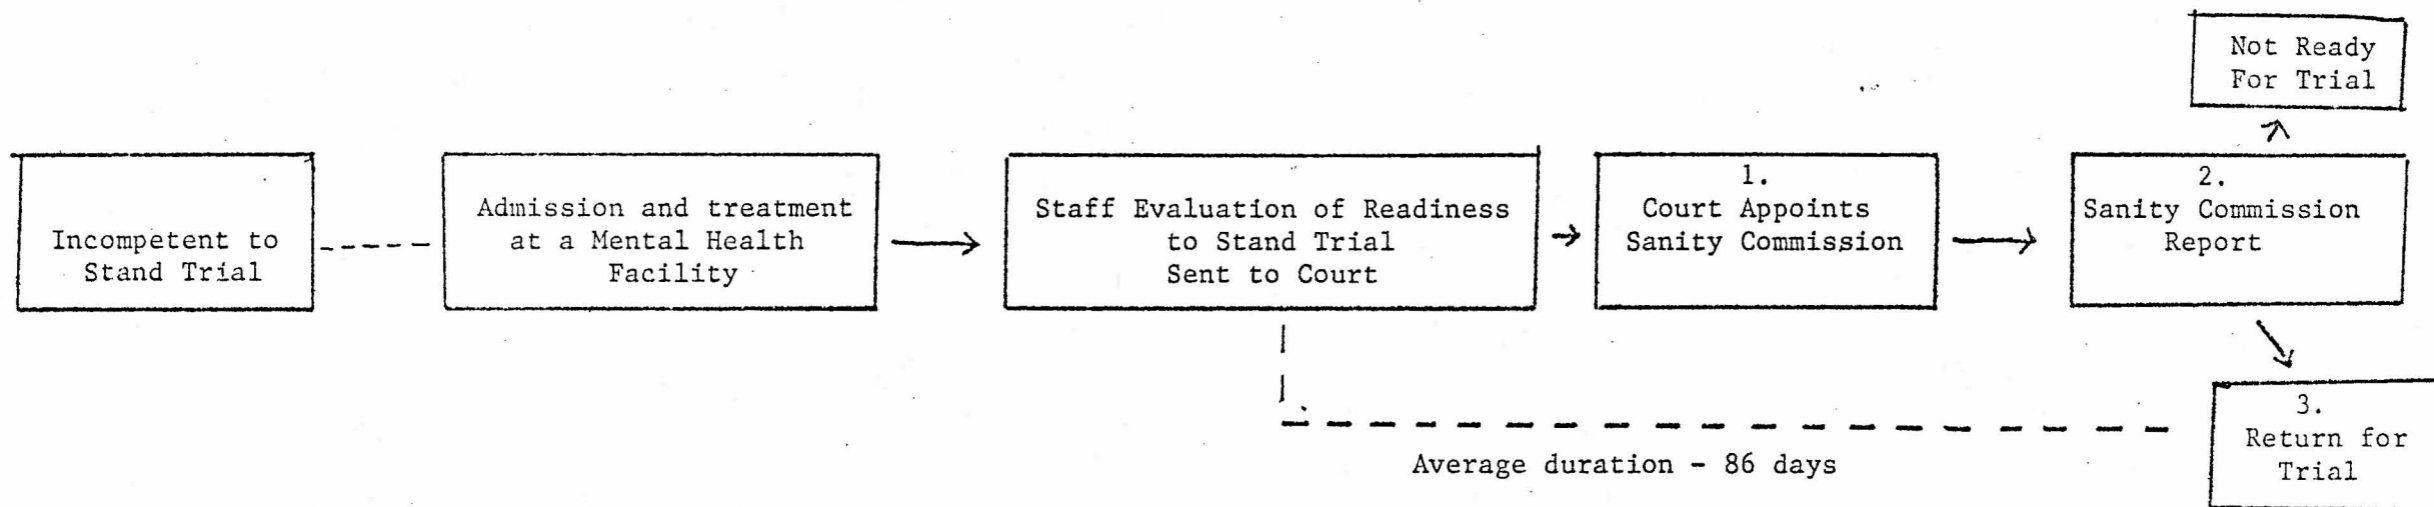 Not Ready
For Trial
Incompetent to
Stand Trial
Admission and treatment
at a Mental Health
Facility
Staff Evaluation of Readiness
to Stand Trial
Sent to Court
1.
Court Appoints
Sanity Commission
2.
Sanity Commission
Report
3.
Return for
Trial
Average duration - 86 days